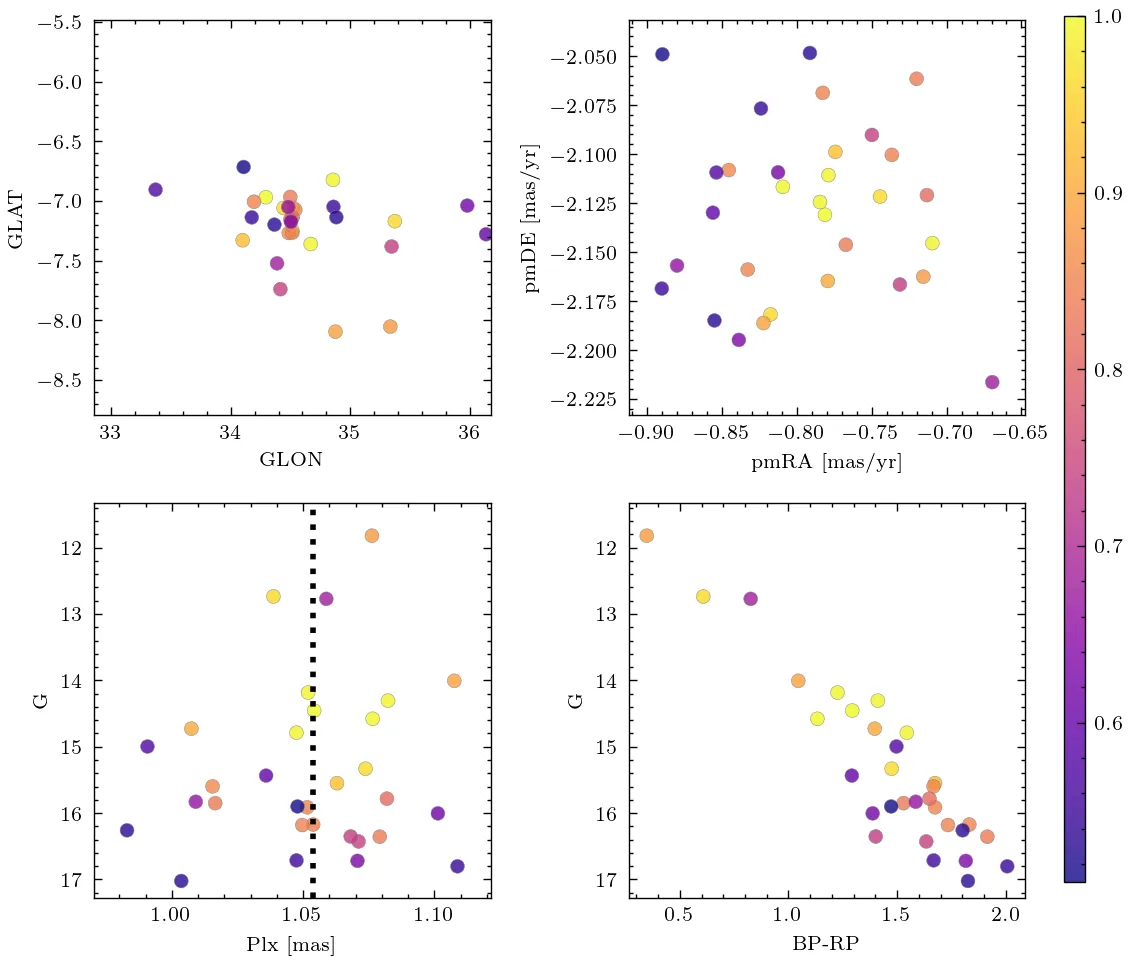 −5.5
−6.0
−6.5
−7.0
−7.5
−8.0
−8.5
GLAT
33 34 35 36
GLON
−2.050
−2.075
−2.100
−2.125
−2.150
−2.175
−2.200
−2.225
pmDE [mas/yr]
−0.90 −0.85 −0.80 −0.75 −0.70 −0.65
pmRA [mas/yr]
1.0
0.9
0.8
0.7
0.6
12
13
14
15
16
17
G
1.00 1.05 1.10
Plx [mas]
12
13
14
15
16
17
G
0.5 1.0 1.5 2.0
BP-RP